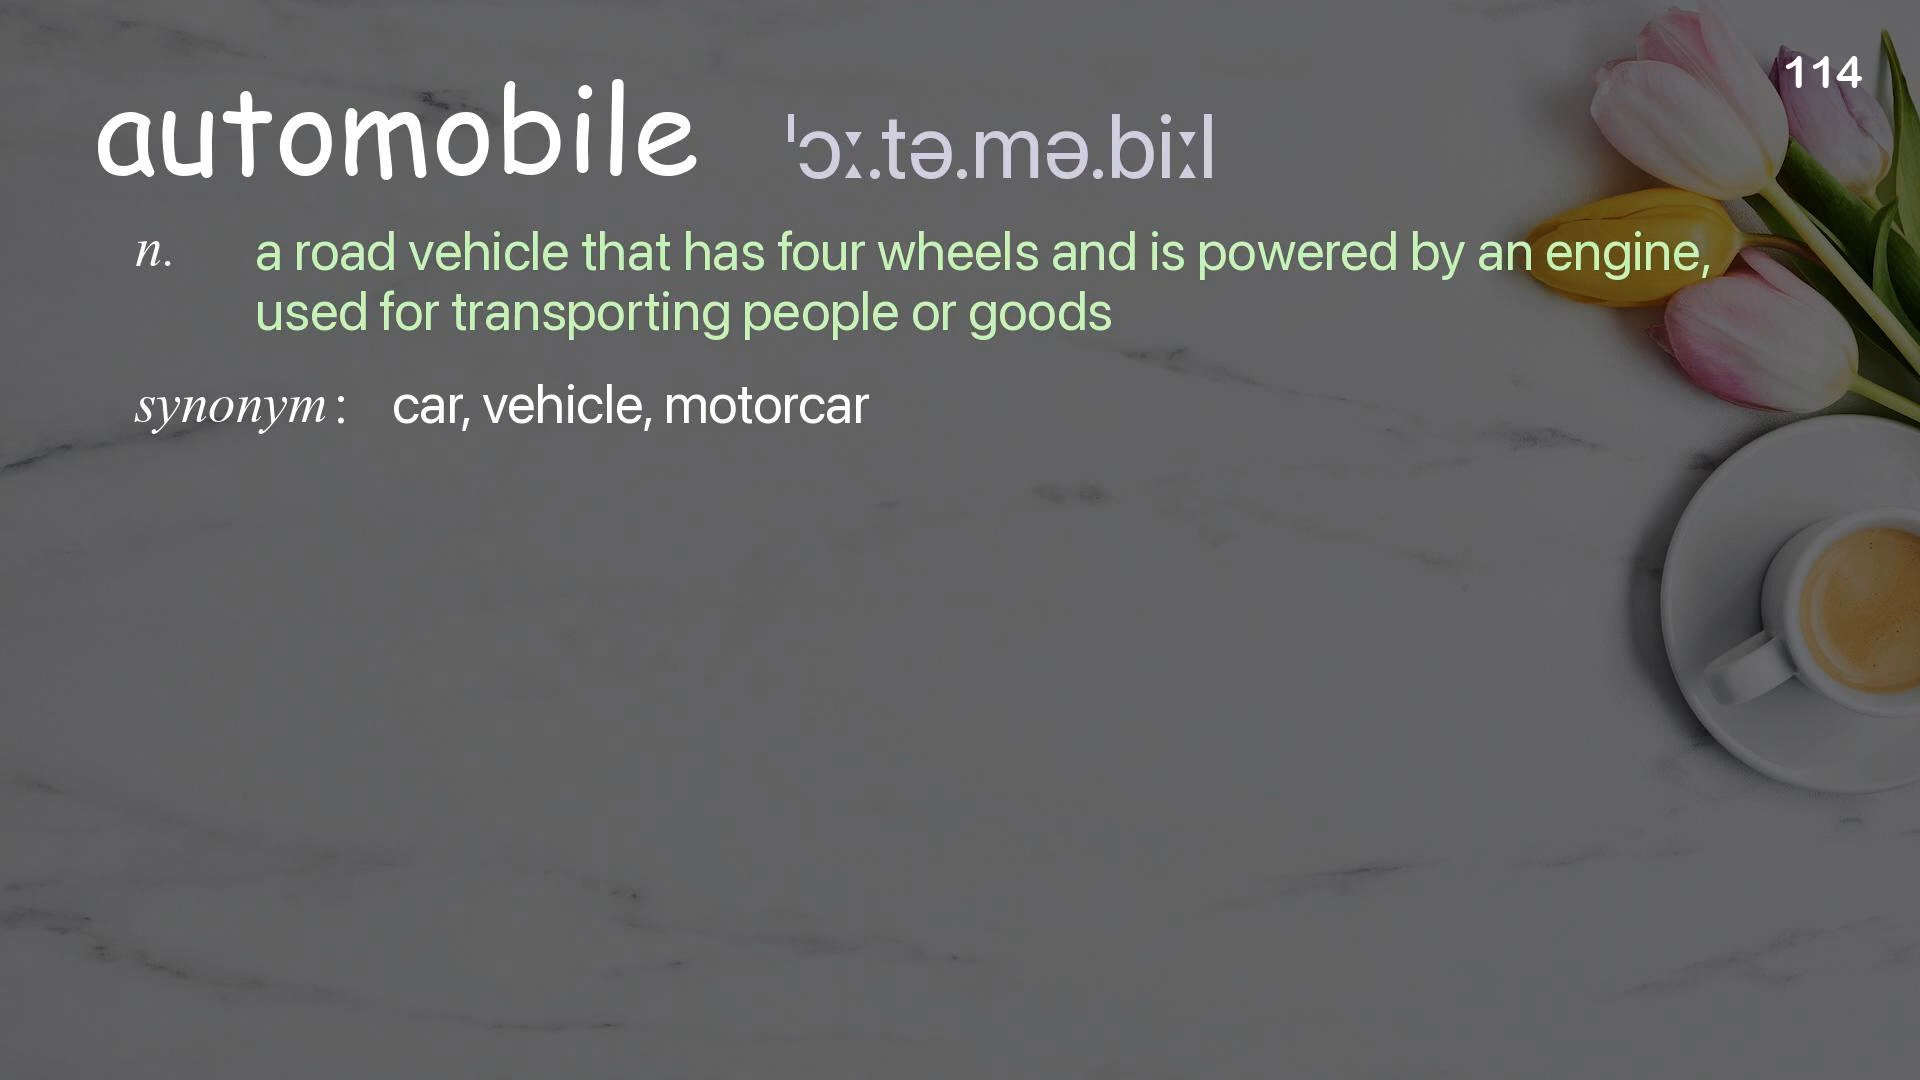 114
automobile ˈɔː.tə.mə.biːl
n. a road vehicle that has four wheels and is powered by an engine,
used for transporting people or goods
synonym: car, vehicle, motorcar